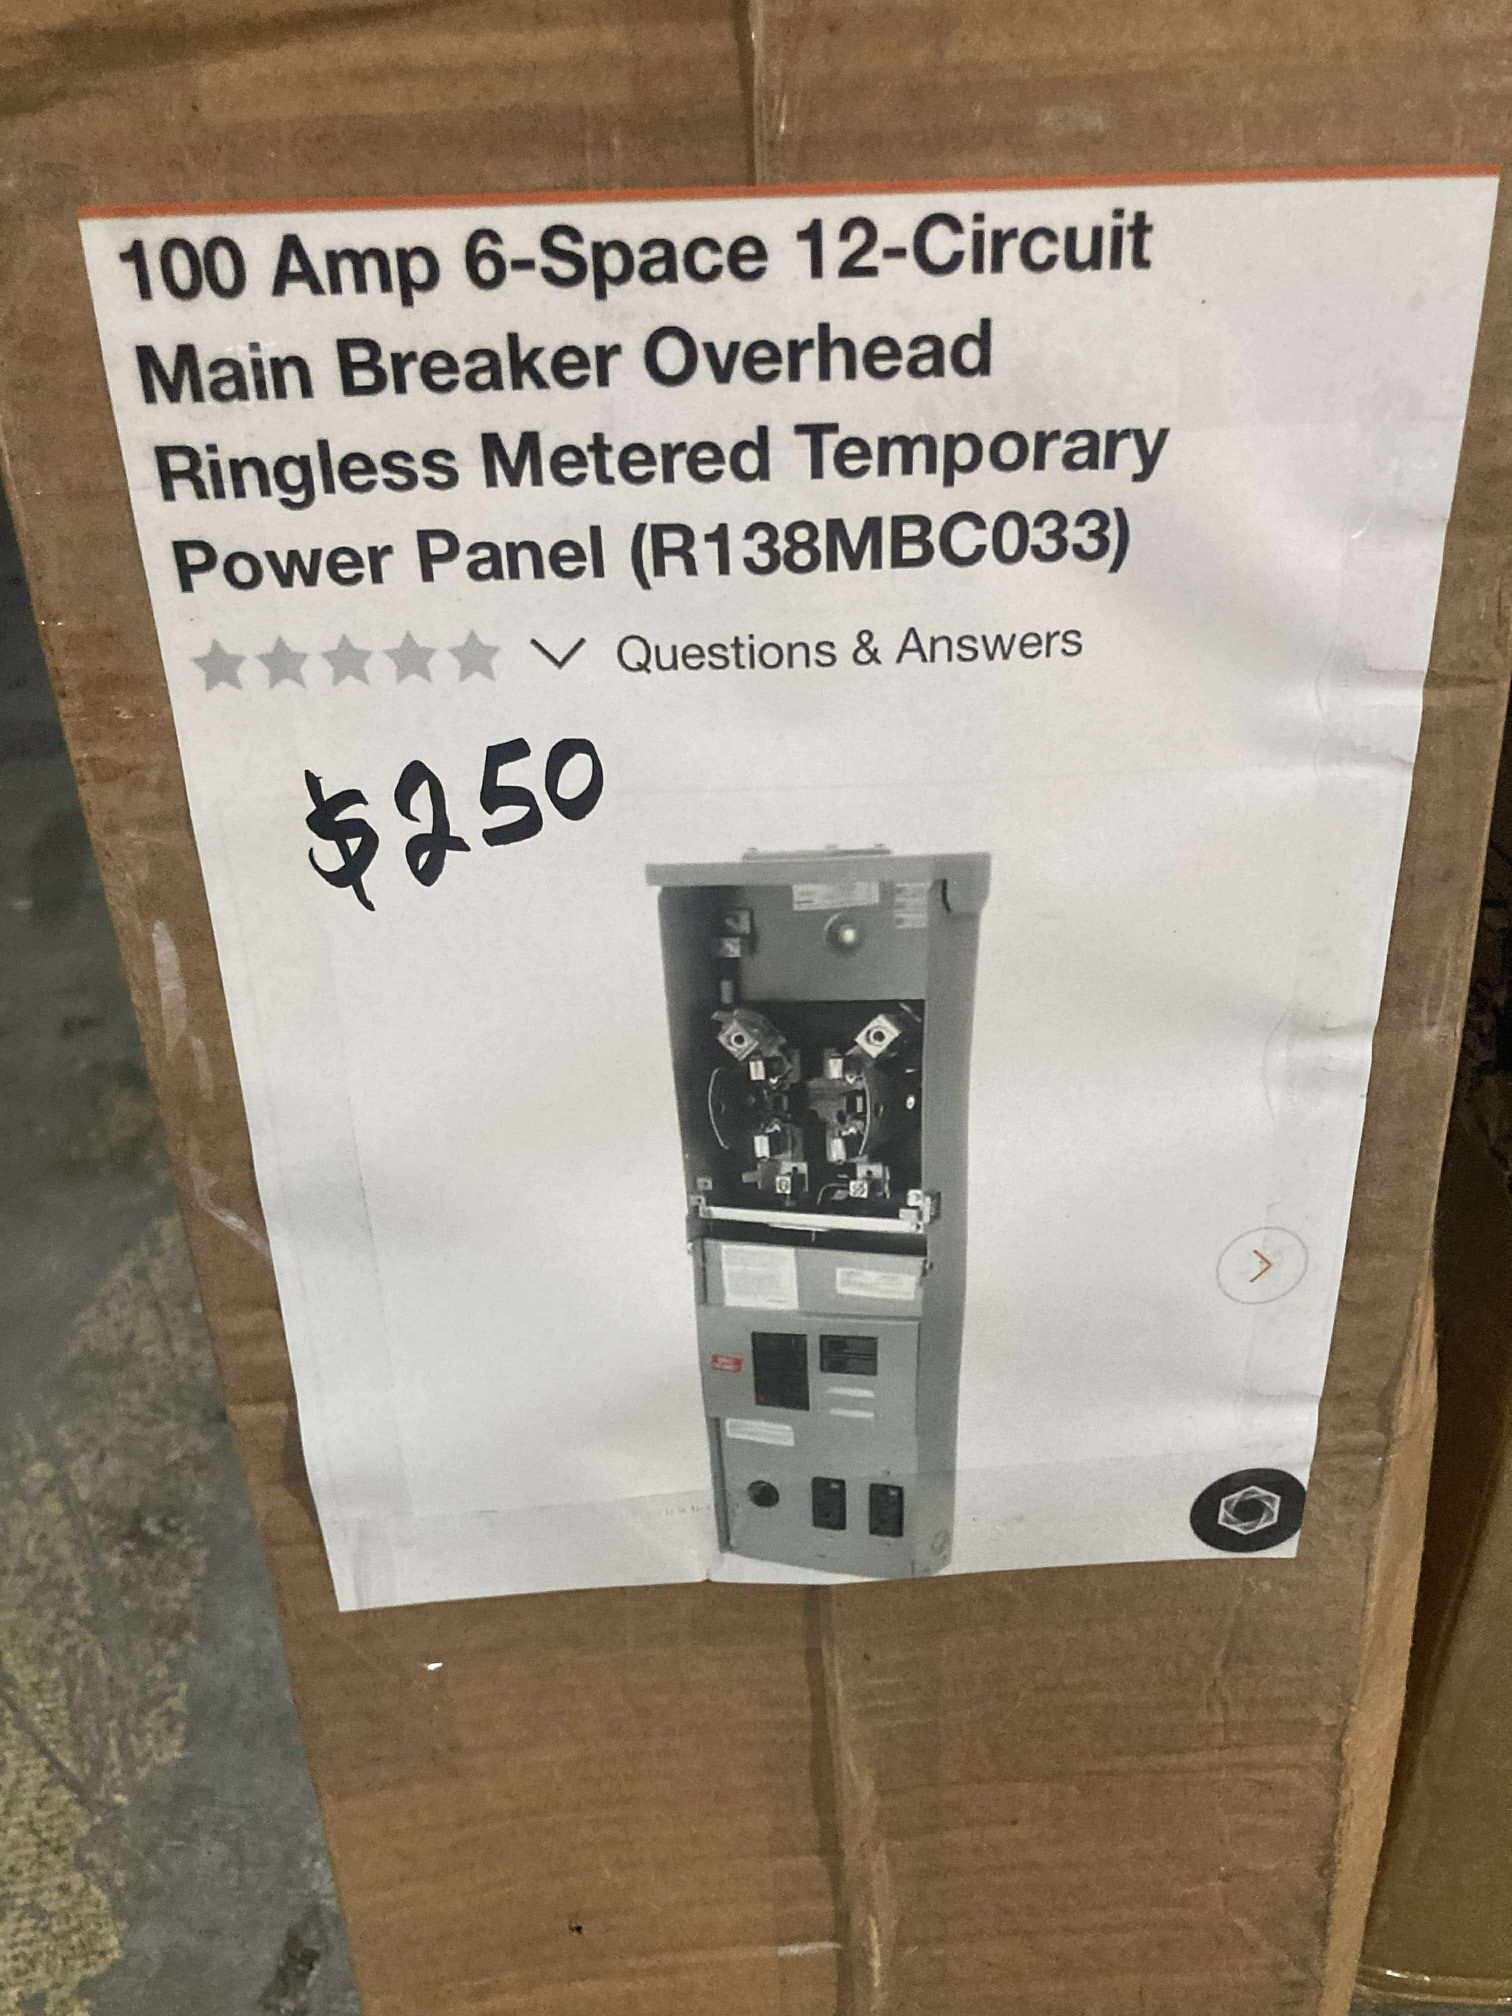 100 Amp 6-Space 12-Circuit
Main Breaker Overhead
Ringless Metered Temporary
Power Panel (R138MBC033)
Questions & Answers
$250